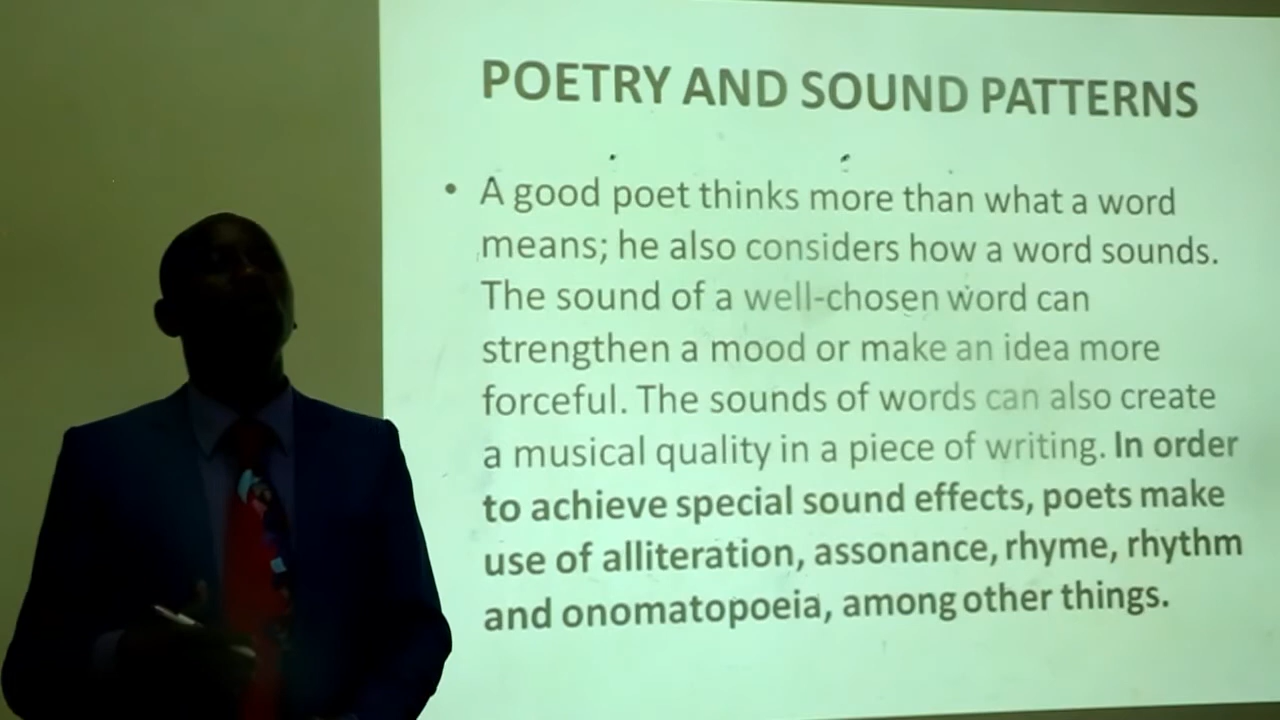 POETRY AND SOUND PATTERNS
• A good poet thinks more than what a word
means; he also considers how a word sounds.
The sound of a well-chosen word can
strengthen a mood or make an idea more
forceful. The sounds of words can also create
a musical quality in a piece of writing. In order
to achieve special sound effects, poets make
use of alliteration, assonance, rhyme, rhythm
and onomatopoeia, among other things.